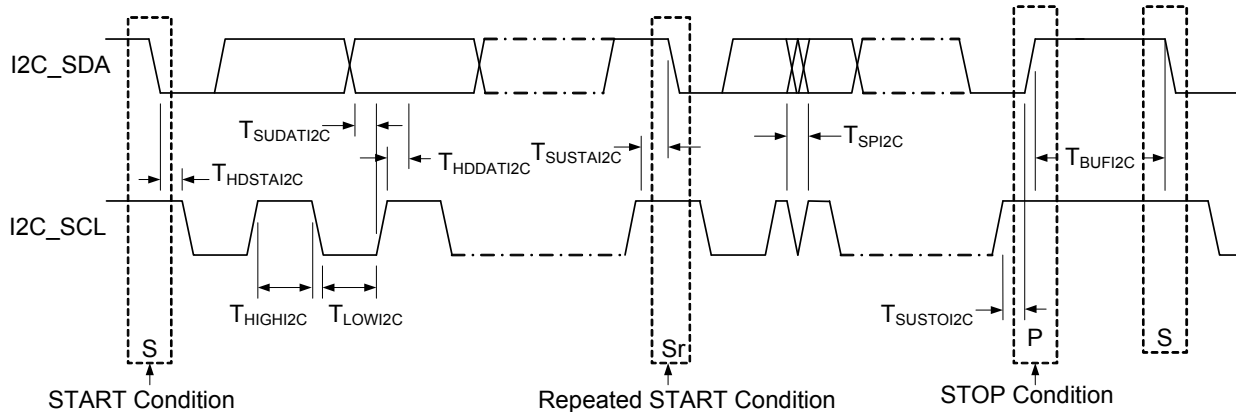 I2C_SDA
T_SUDATI2C
T_HDSTAI2C
T_HDDATI2C
T_SUSTAI2C
T_SPI2C
T_BUFI2C
I2C_SCL
T_HIGHI2C
T_LOWI2C
T_SUSTOI2C
S
Sr
P
S
START Condition
Repeated START Condition
STOP Condition